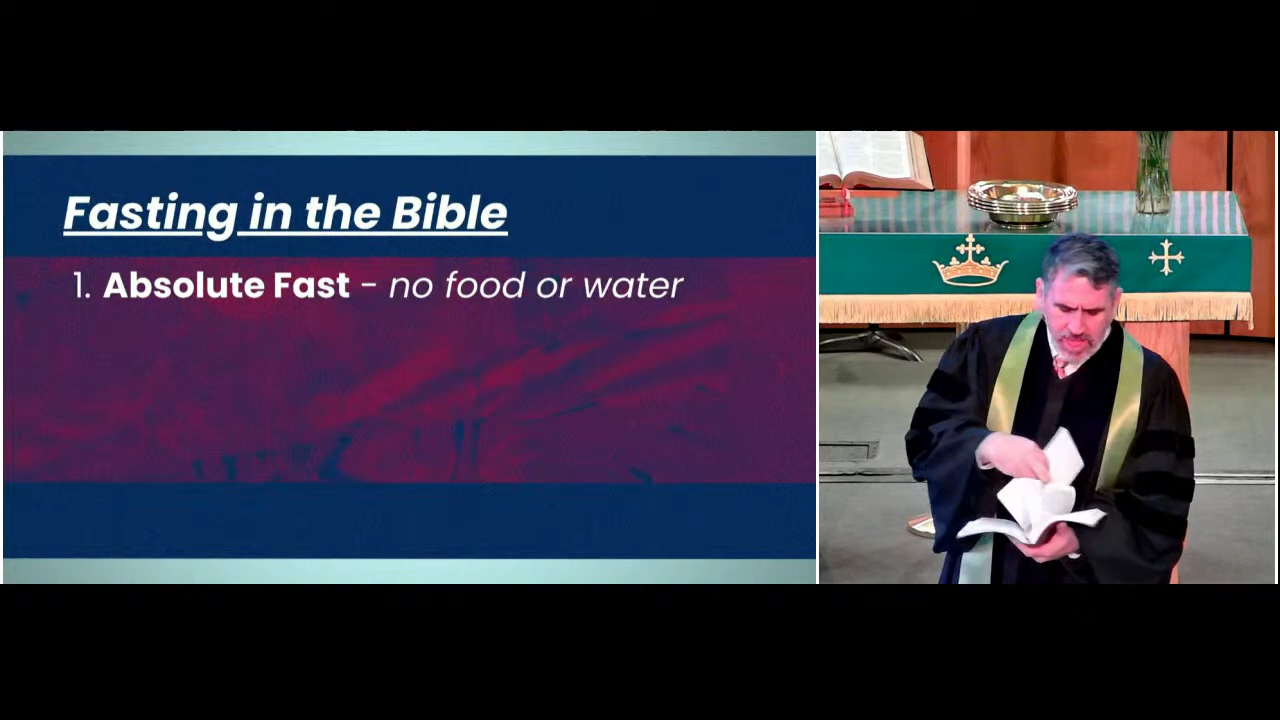 Fasting in the Bible
1. Absolute Fast - no food or water